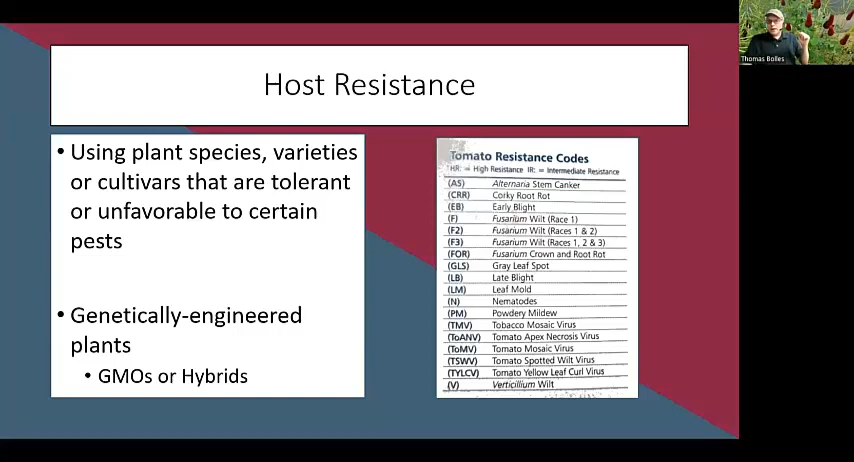 Host Resistance
• Using plant species, varieties
or cultivars that are tolerant
or unfavorable to certain
pests
• Genetically-engineered
plants
• GMOs or Hybrids
Tomato Resistance Codes
HR: = High Resistance IR: = Intermediate Resistance
(AS) Alternaria Stem Canker
(CRR) Corky Root Rot
(EB) Early Blight
(F) Fusarium Wilt (Race 1)
(F2) Fusarium Wilt (Races 1 & 2)
(F3) Fusarium Wilt (Races 1, 2 & 3)
(FOR) Fusarium Crown and Root Rot
(GLS) Gray Leaf Spot
(LB) Late Blight
(LM) Leaf Mold
(N) Nematodes
(PM) Powdery Mildew
(TMV) Tobacco Mosaic Virus
(ToANV) Tomato Apex Necrosis Virus
(ToMV) Tomato Mosaic Virus
(TSWV) Tomato Spotted Wilt Virus
(TYLCV) Tomato Yellow Leaf Curl Virus
(V) Verticillium Wilt
Thomas Bolles